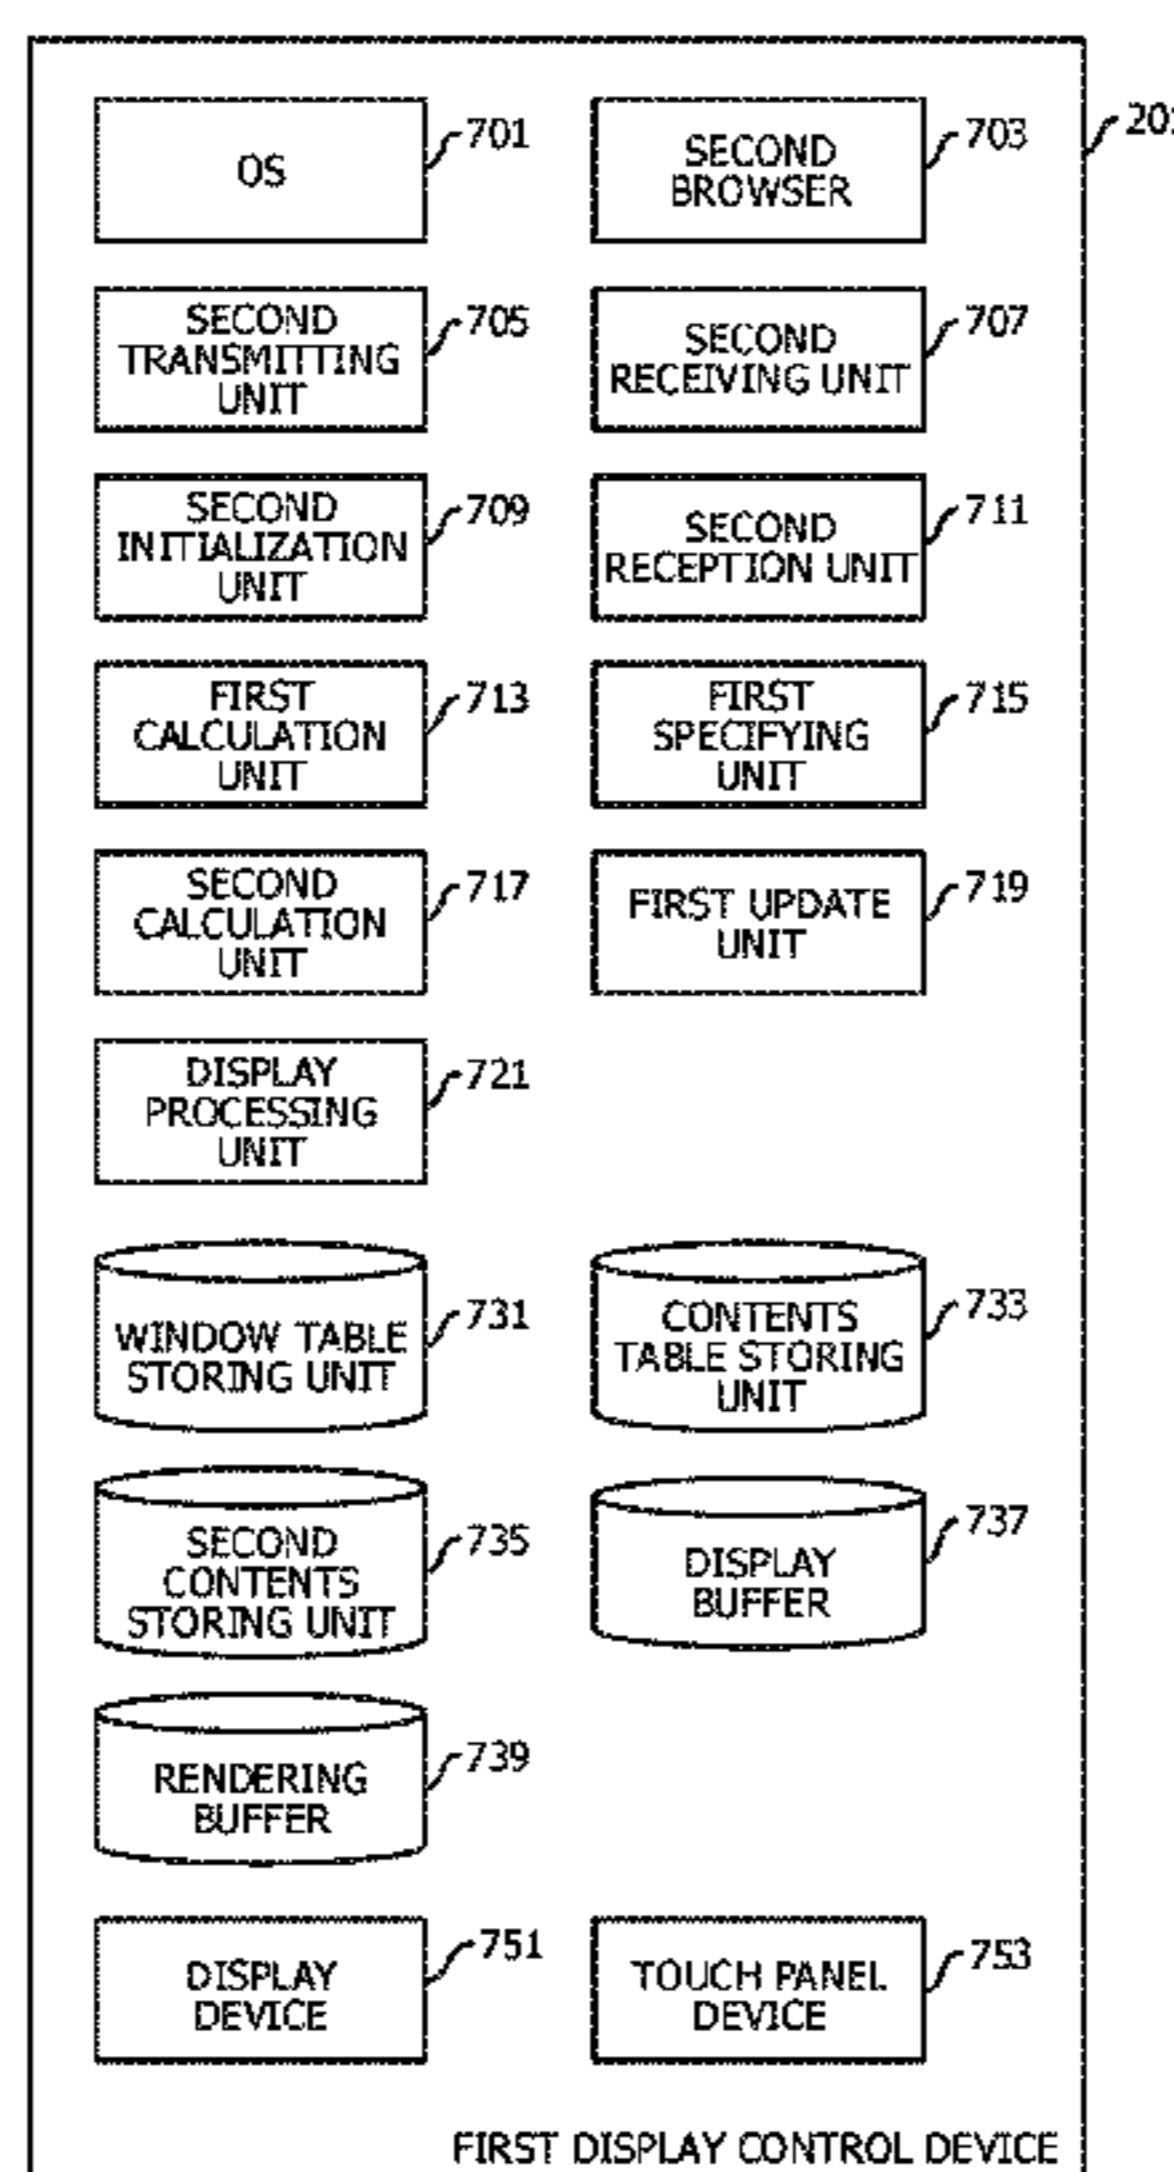 OS
701
SECOND
BROWSER
703
201
SECOND
TRANSMITTING
UNIT
705
SECOND
RECEIVING UNIT
707
SECOND
INITIALIZATION
UNIT
709
SECOND
RECEPTION UNIT
711
FIRST
CALCULATION
UNIT
713
FIRST
SPECIFYING
UNIT
715
SECOND
CALCULATION
UNIT
717
FIRST UPDATE
UNIT
719
DISPLAY
PROCESSING
UNIT
721
WINDOW TABLE
STORING UNIT
731
CONTENTS
TABLE STORING
UNIT
733
SECOND
CONTENTS
STORING UNIT
735
DISPLAY
BUFFER
737
RENDERING
BUFFER
739
DISPLAY
DEVICE
751
TOUCH PANEL
DEVICE
753
FIRST DISPLAY CONTROL DEVICE